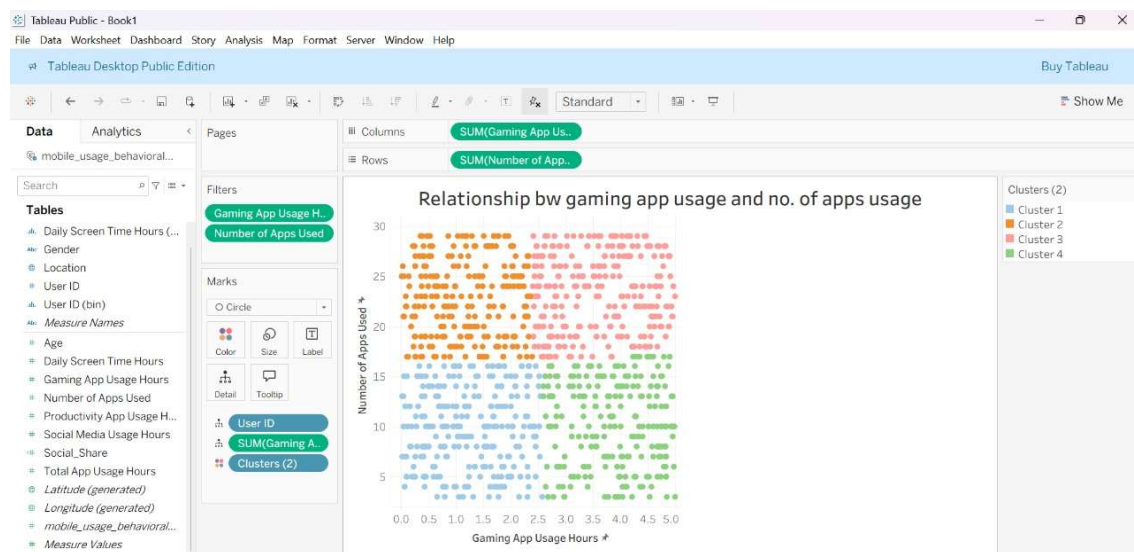 Tableau Public - Book1
File Data Worksheet Dashboard Story Analysis Map Format Server Window Help
Tableau Desktop Public Edition
Buy Tableau
Standard
Show Me
Data Analytics
mobile_usage_behavioral...
Search
Tables
Daily Screen Time Hours (...
Abc Gender
Location
# User ID
User ID (bin)
Abc Measure Names
# Age
# Daily Screen Time Hours
# Gaming App Usage Hours
# Number of Apps Used
# Productivity App Usage H...
# Social Media Usage Hours
Social_Share
# Total App Usage Hours
Latitude (generated)
Longitude (generated)
# mobile_usage_behavioral...
# Measure Values
Pages
Filters
Gaming App Usage H..
Number of Apps Used
Marks
Circle
Color Size Label
Detail Tooltip
User ID
SUM(Gaming A..
Clusters (2)
Columns SUM(Gaming App Us..
Rows SUM(Number of App..
Relationship bw gaming app usage and no. of apps usage
Number of Apps Used
30
25
20
15
10
5
0.0 0.5 1.0 1.5 2.0 2.5 3.0 3.5 4.0 4.5 5.0
Gaming App Usage Hours
Clusters (2)
Cluster 1
Cluster 2
Cluster 3
Cluster 4